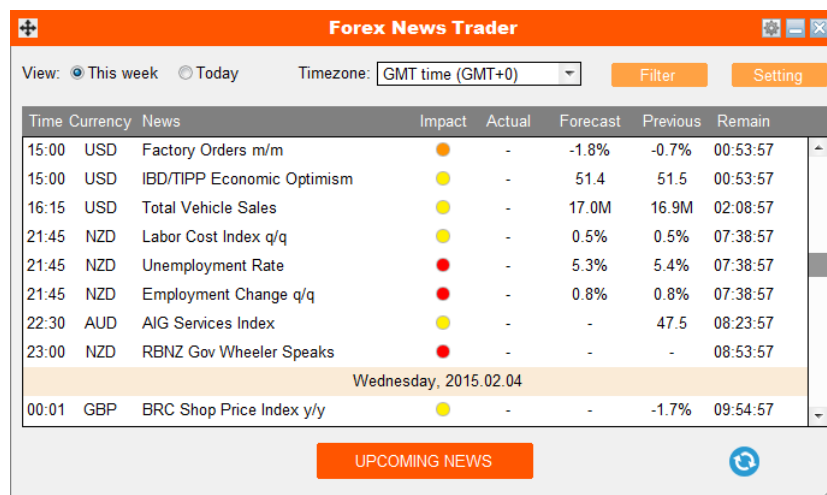 Forex News Trader
View: This week Today Timezone: GMT time (GMT+0) Filter Setting
Time Currency News Impact Actual Forecast Previous Remain
15:00 USD Factory Orders m/m - -1.8% -0.7% 00:53:57
15:00 USD IBD/TIPP Economic Optimism - 51.4 51.5 00:53:57
16:15 USD Total Vehicle Sales - 17.0M 16.9M 02:08:57
21:45 NZD Labor Cost Index q/q - 0.5% 0.5% 07:38:57
21:45 NZD Unemployment Rate - 5.3% 5.4% 07:38:57
21:45 NZD Employment Change q/q - 0.8% 0.8% 07:38:57
22:30 AUD AIG Services Index - - 47.5 08:23:57
23:00 NZD RBNZ Gov Wheeler Speaks - - - 08:53:57
Wednesday, 2015.02.04
00:01 GBP BRC Shop Price Index y/y - - -1.7% 09:54:57
UPCOMING NEWS